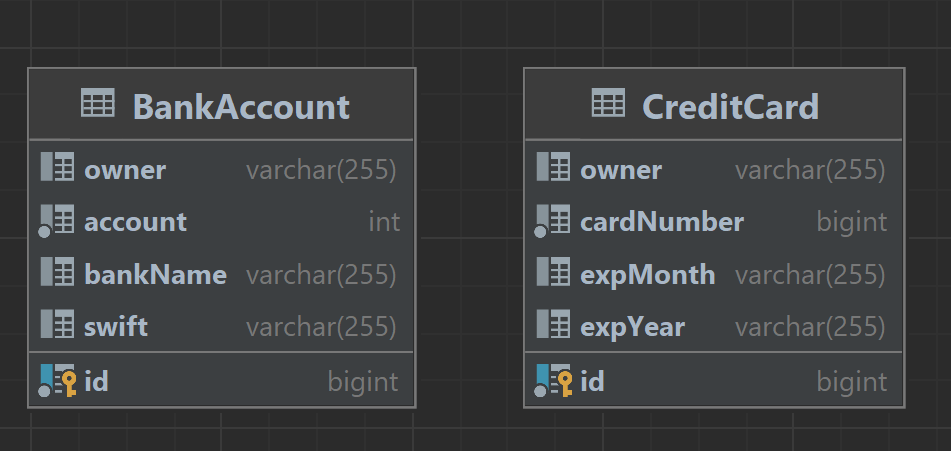 BankAccount
owner varchar(255)
account int
bankName varchar(255)
swift varchar(255)
id bigint
CreditCard
owner varchar(255)
cardNumber bigint
expMonth varchar(255)
expYear varchar(255)
id bigint